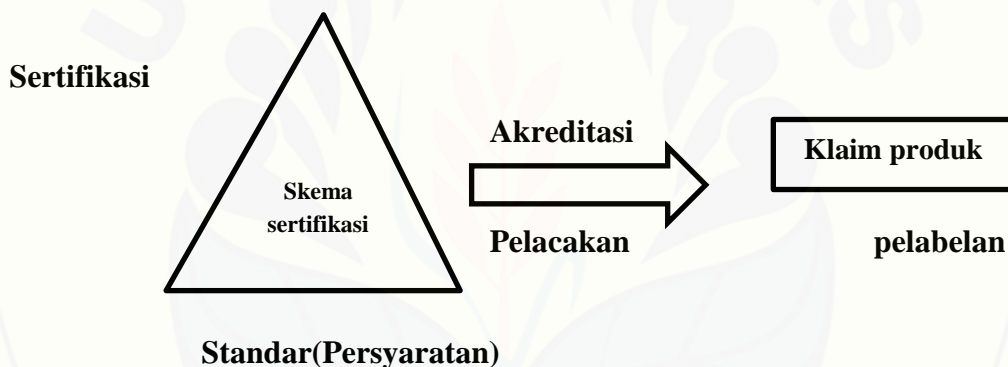 Sertifikasi
Akreditasi
Klaim produk
Skema
sertifikasi
Pelacakan
pelabelan
Standar(Persyaratan)